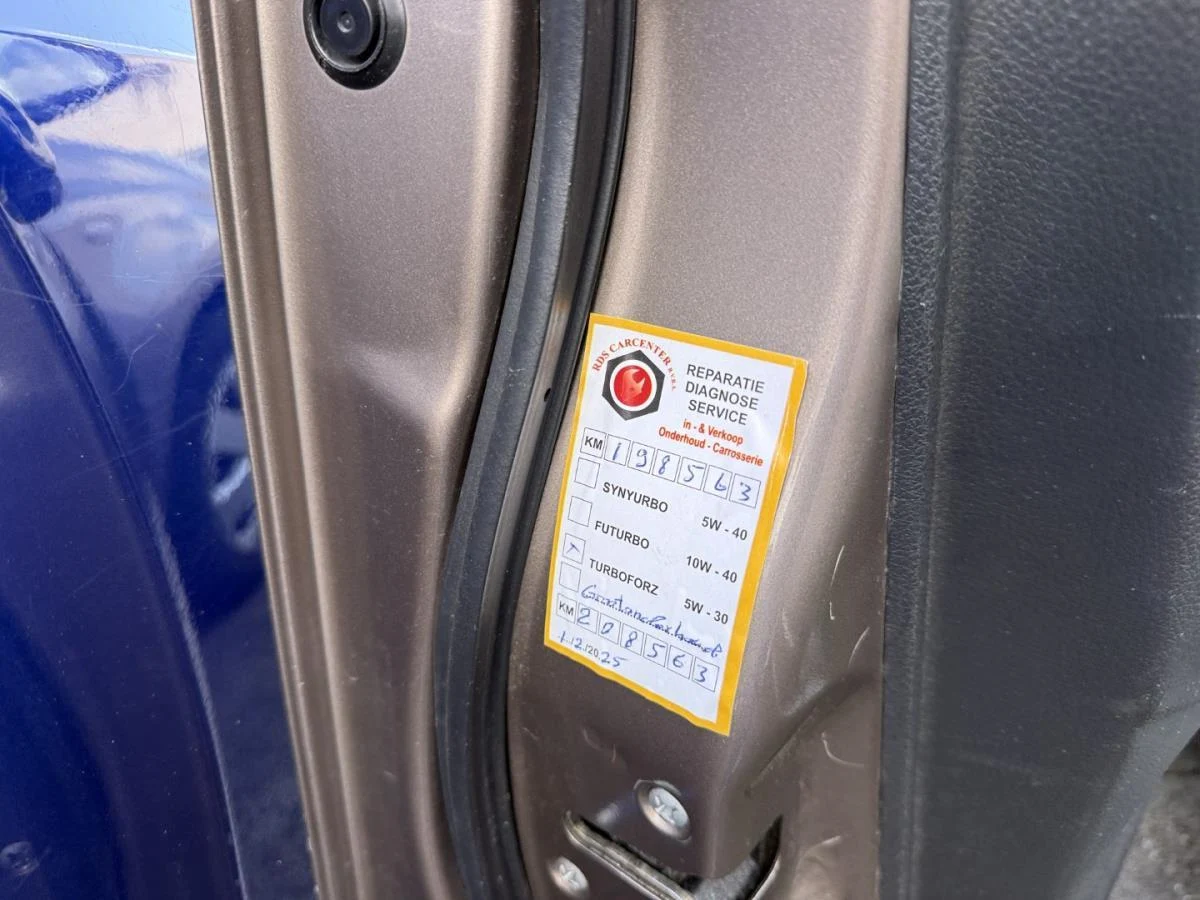 RDS CARCENTER B.V.B.A.
REPARATIE
DIAGNOSE
SERVICE
in - & Verkoop
Onderhoud - Carrosserie
KM 198563
SYNYURBO 5W - 40
FUTURBO 10W - 40
TURBOFORZ 5W - 30
KM 208563
1/2/2025